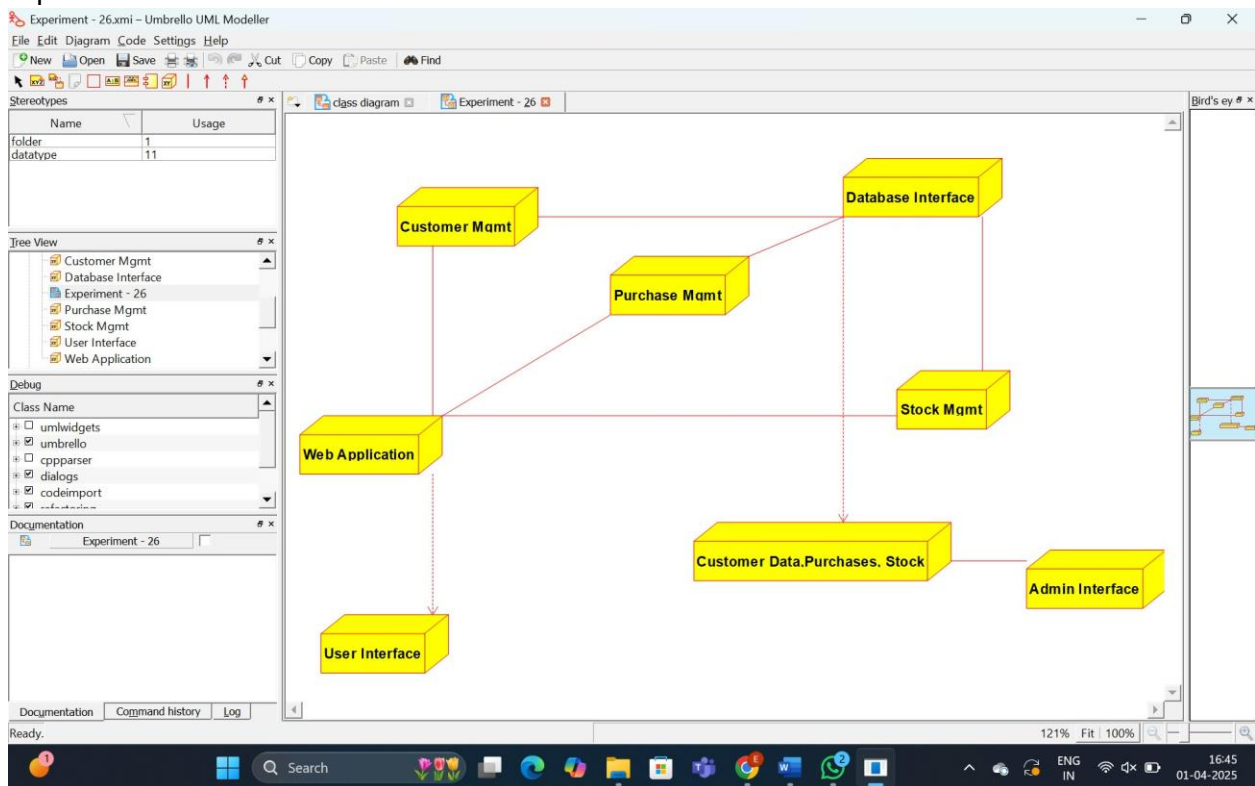 Experiment - 26.xmi – Umbrello UML Modeller
File Edit Diagram Code Settings Help
New Open Save Cut Copy Paste Find
Stereotypes
Name Usage
folder 1
datatype 11
Tree View
Customer Mgmt
Database Interface
Experiment - 26
Purchase Mgmt
Stock Mgmt
User Interface
Web Application
Debug
Class Name
umlwidgets
umbrello
cppparser
dialogs
codeimport
refactoring
Documentation
Experiment - 26
Documentation Command history Log
Ready.
class diagram Experiment - 26
Bird's ey
Database Interface
Customer Mgmt
Purchase Mgmt
Stock Mgmt
Web Application
Customer Data,Purchases, Stock
Admin Interface
User Interface
121% Fit 100%
Search
ENG
IN
16:45
01-04-2025